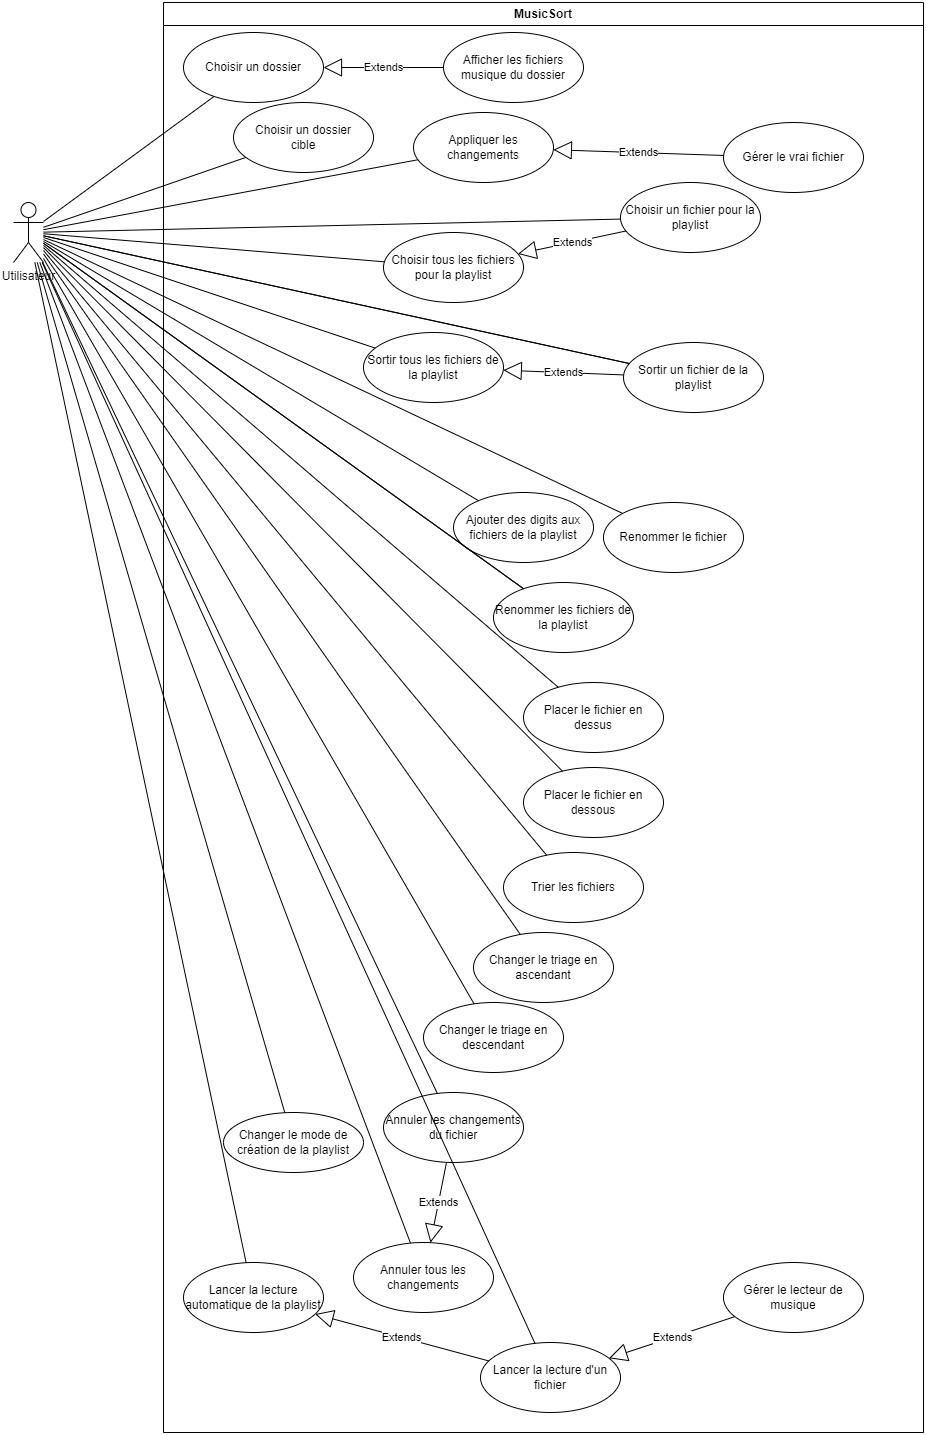 MusicSort
Choisir un dossier
Extends
Afficher les fichiers
musique du dossier
Choisir un dossier
cible
Appliquer les
changements
Extends
Gérer le vrai fichier
Choisir un fichier pour la
playlist
Extends
Choisir tous les fichiers
pour la playlist
Utilisateur
Sortir tous les fichiers de
la playlist
Extends
Sortir un fichier de la
playlist
Ajouter des digits aux
fichiers de la playlist
Renommer le fichier
Renommer les fichiers de
la playlist
Placer le fichier en
dessus
Placer le fichier en
dessous
Trier les fichiers
Changer le triage en
ascendant
Changer le triage en
descendant
Annuler les changements
du fichier
Changer le mode de
création de la playlist
Extends
Annuler tous les
changements
Lancer la lecture
automatique de la playlist
Gérer le lecteur de
musique
Extends
Extends
Lancer la lecture d'un
fichier